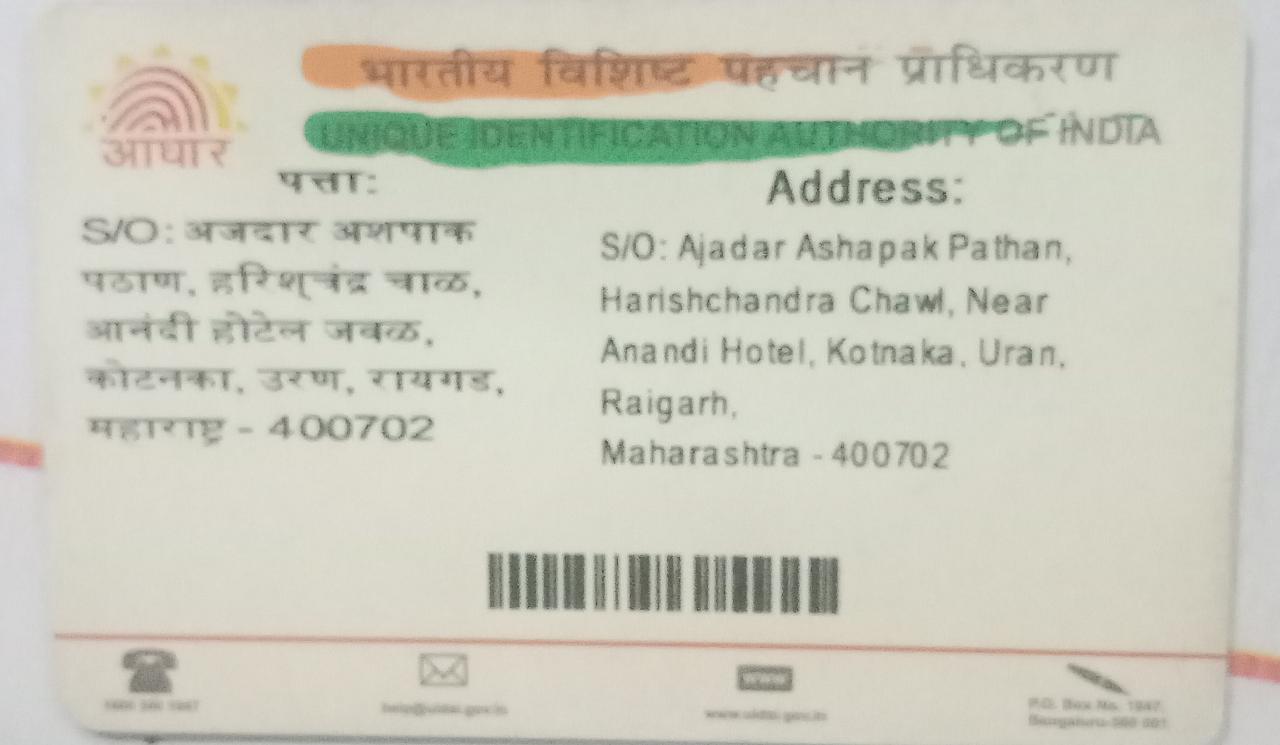 भारतीय विशिष्ट पहचान प्राधिकरण
UNIQUE IDENTIFICATION AUTHORITY OF INDIA
आधार
पत्ता:
S/O: अजदार अशपाक
पठाण, हरिश्चंद्र चाळ,
आनंदी होटेल जवळ,
कोटनका, उरण, रायगड,
महाराष्ट्र - 400702
Address:
S/O: Ajadar Ashapak Pathan,
Harishchandra Chawl, Near
Anandi Hotel, Kotnaka, Uran,
Raigarh,
Maharashtra - 400702
1947
help@uidai.gov.in
www
www.uidai.gov.in
P.O. Box No. 1947,
Bengaluru-560 001